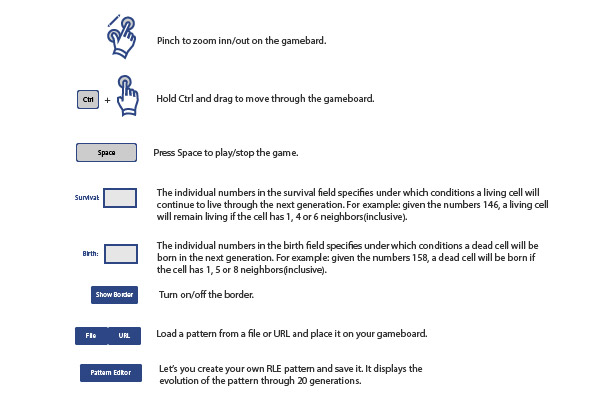 Pinch to zoom inn/out on the gamebard.
Ctrl + Hold Ctrl and drag to move through the gameboard.
Space Press Space to play/stop the game.
Survival: The individual numbers in the survival field specifies under which conditions a living cell will
continue to live through the next generation. For example: given the numbers 146, a living cell
will remain living if the cell has 1, 4 or 6 neighbors(inclusive).
Birth: The individual numbers in the birth field specifies under which conditions a dead cell will be
born in the next generation. For example: given the numbers 158, a dead cell will be born if
the cell has 1, 5 or 8 neighbors(inclusive).
Show Border Turn on/off the border.
File URL Load a pattern from a file or URL and place it on your gameboard.
Pattern Editor Let's you create your own RLE pattern and save it. It displays the
evolution of the pattern through 20 generations.